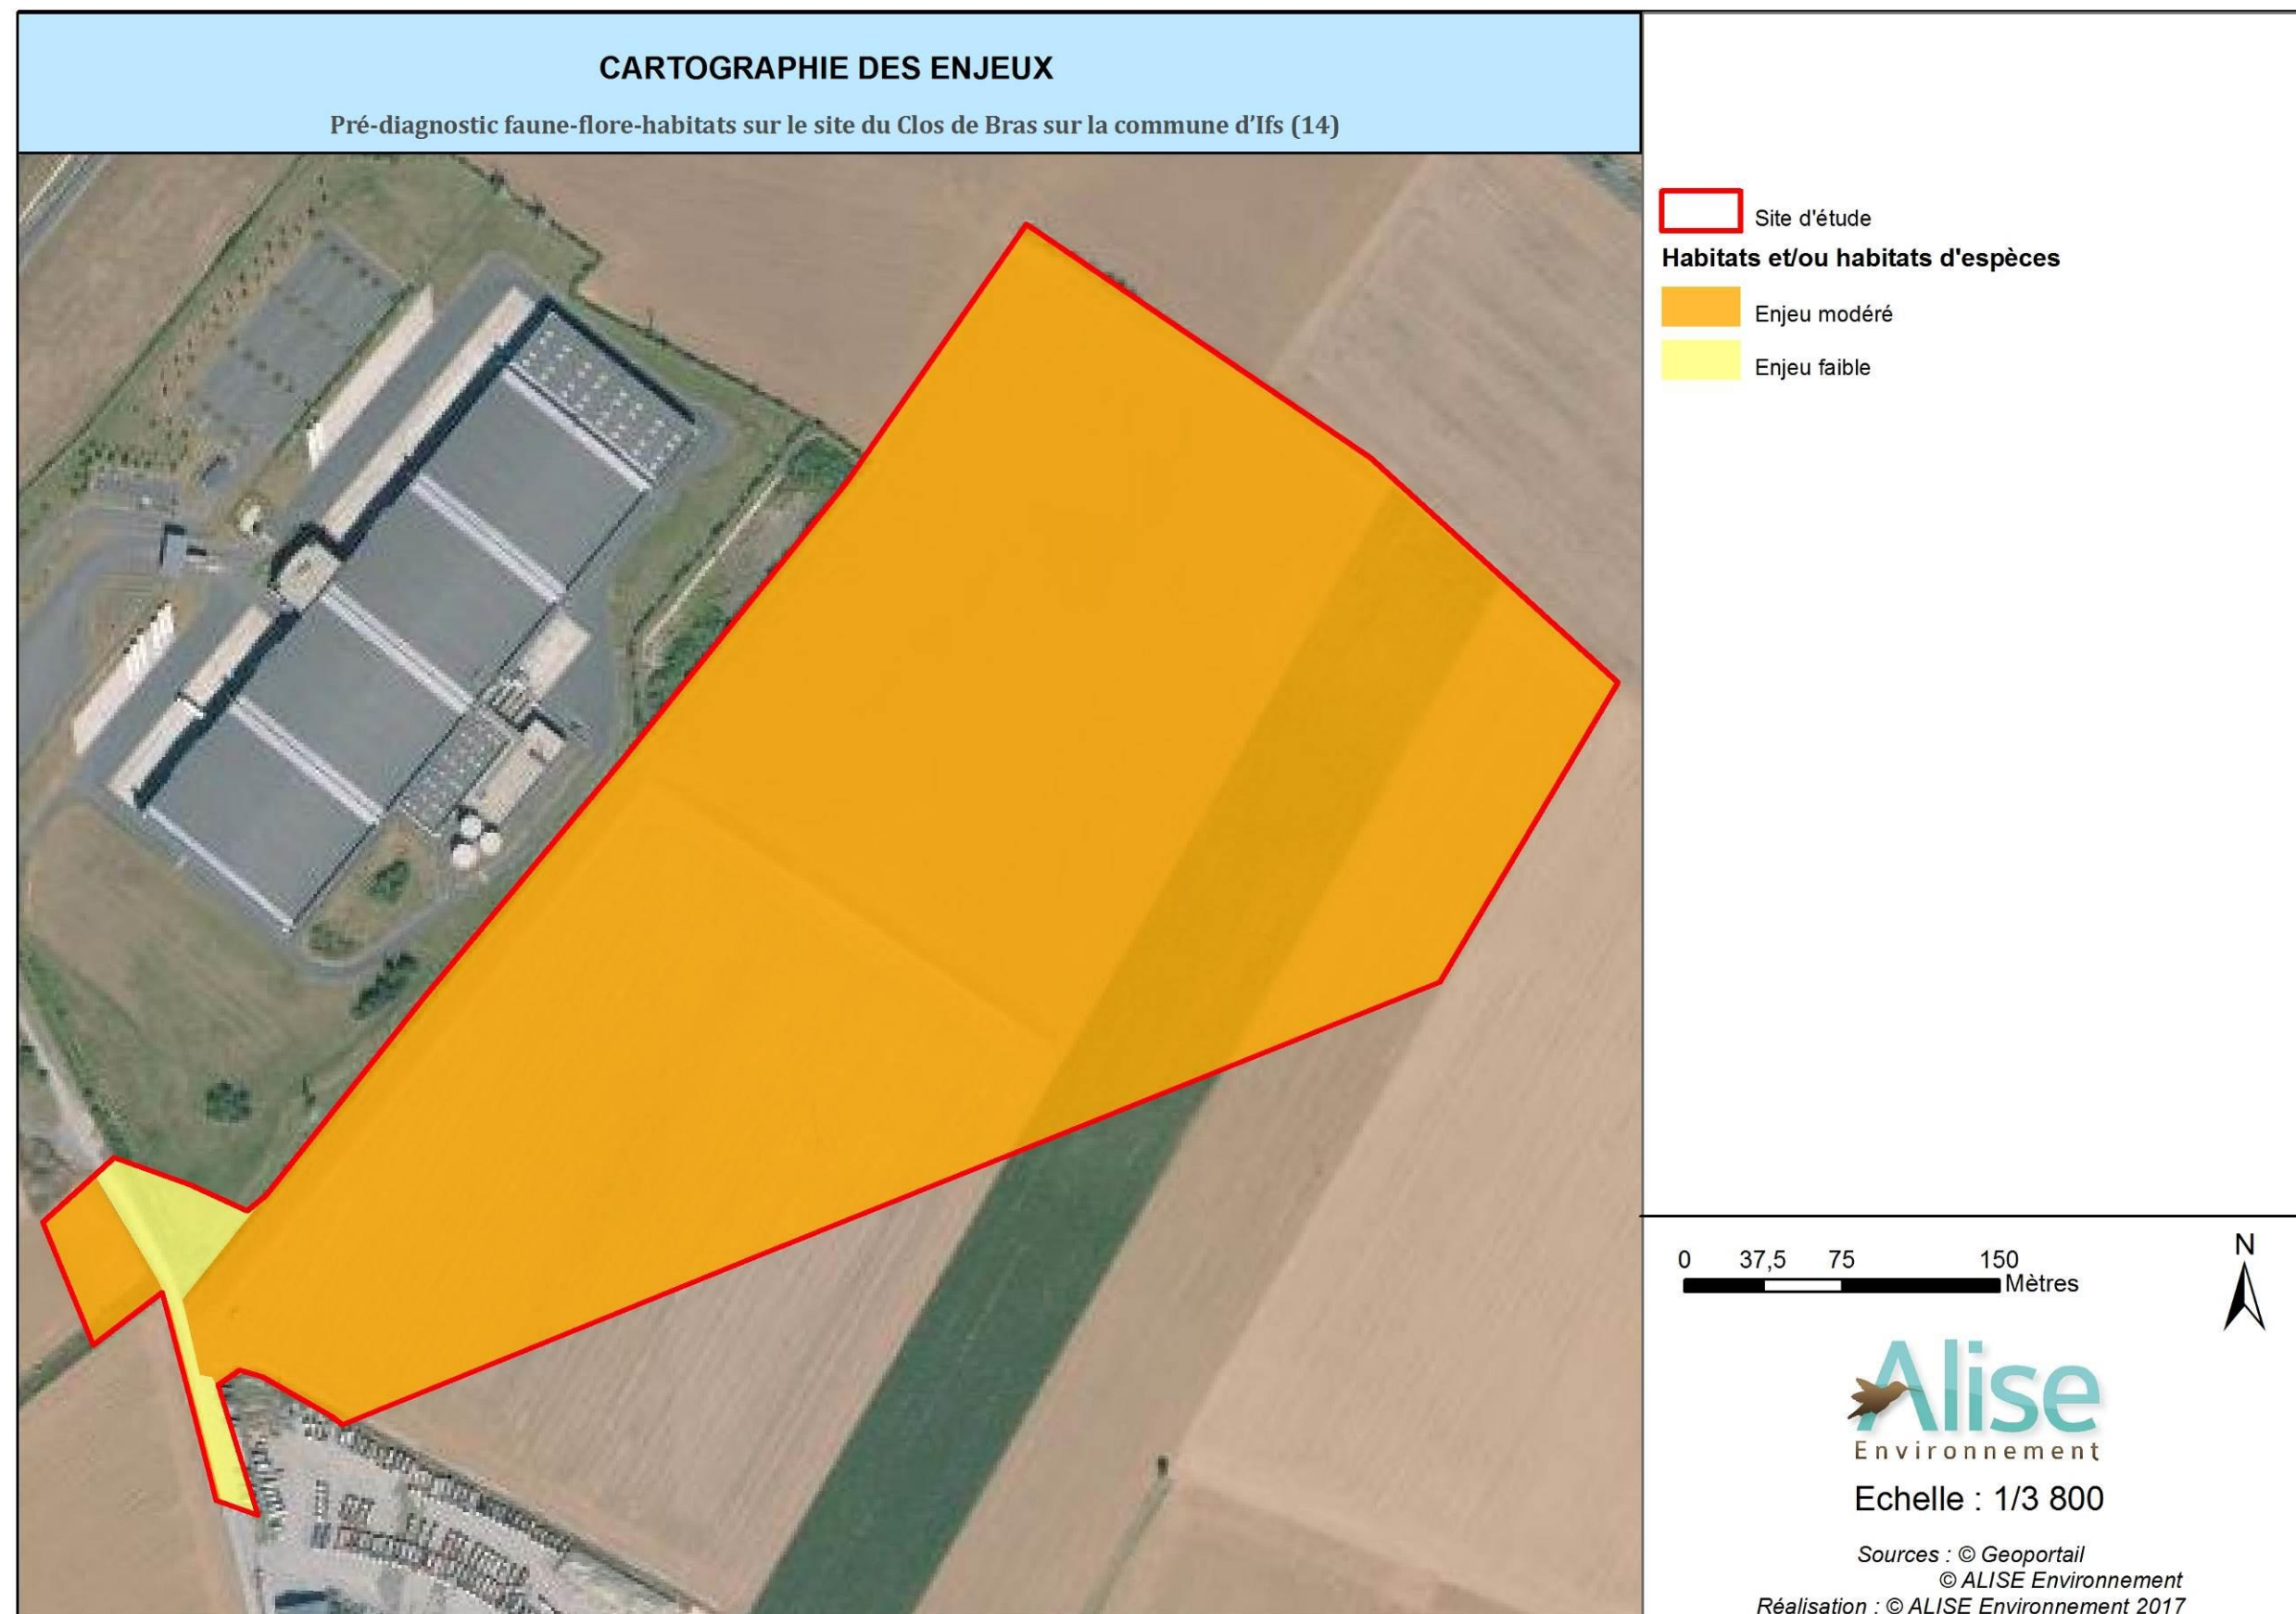 CARTOGRAPHIE DES ENJEUX
Pré-diagnostic faune-flore-habitats sur le site du Clos de Bras sur la commune d'Ifs (14)
Site d'étude
Habitats et/ou habitats d'espèces
Enjeu modéré
Enjeu faible
0 37,5 75 150
Mètres
N
Alise
Environnement
Echelle : 1/3 800
Sources : © Geoportail
© ALISE Environnement
Réalisation : © ALISE Environnement 2017